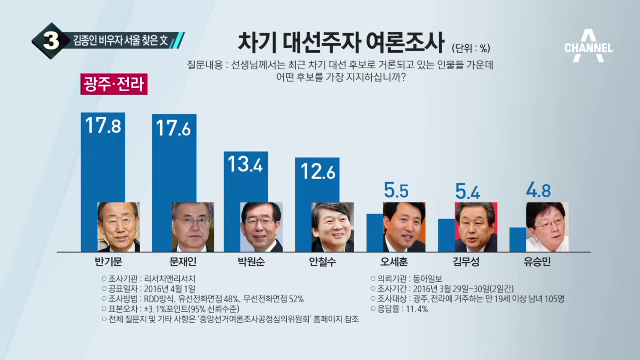 3
김종인 비우자 서울 찾은 文
차기 대선주자 여론조사 (단위 : %)
CHANNEL A
질문내용 : 선생님께서는 최근 차기 대선 후보로 거론되고 있는 인물들 가운데
어떤 후보를 가장 지지하십니까?
광주·전라
17.8 17.6 13.4 12.6 5.5 5.4 4.8
반기문 문재인 박원순 안철수 오세훈 김무성 유승민
○ 조사기관 : 리서치앤리서치
○ 공표일자 : 2016년 4월 1일
○ 조사방법 : RDD방식, 유선전화면접 48%, 무선전화면접 52%
○ 표본오차 : ±3.1%포인트(95% 신뢰수준)
○ 전체 질문지 및 기타 사항은 '중앙선거여론조사공정심의위원회' 홈페이지 참조
○ 의뢰기관 : 동아일보
○ 조사기간 : 2016년 3월 29일~30일(2일간)
○ 조사대상 : 광주, 전라에 거주하는 만 19세 이상 남녀 105명
○ 응답률 : 11.4%